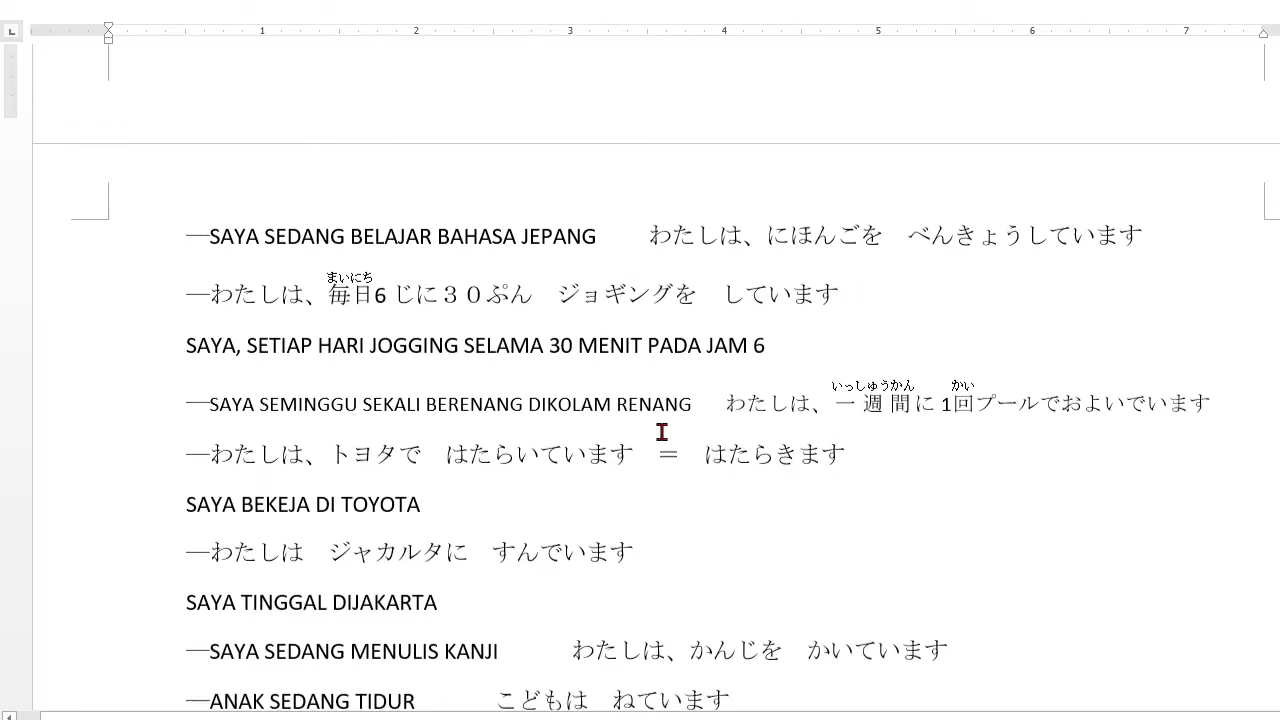 1 2 3 4 5 6 7
—SAYA SEDANG BELAJAR BAHASA JEPANG　わたしは、にほんごを　べんきょうしています
まいにち
—わたしは、毎日6じに３０ぷん　ジョギングを　しています
SAYA, SETIAP HARI JOGGING SELAMA 30 MENIT PADA JAM 6
いっしゅうかん　かい
—SAYA SEMINGGU SEKALI BERENANG DIKOLAM RENANG　わたしは、一週間に1回プールでおよいでいます
—わたしは、トヨタで　はたらいています　＝　はたらきます
SAYA BEKEJA DI TOYOTA
—わたしは　ジャカルタに　すんでいます
SAYA TINGGAL DIJAKARTA
—SAYA SEDANG MENULIS KANJI　わたしは、かんじを　かいています
—ANAK SEDANG TIDUR　こどもは　ねています